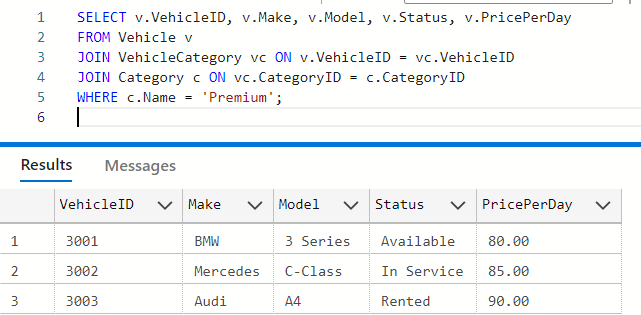 1 SELECT v.VehicleID, v.Make, v.Model, v.Status, v.PricePerDay
2 FROM Vehicle v
3 JOIN VehicleCategory vc ON v.VehicleID = vc.VehicleID
4 JOIN Category c ON vc.CategoryID = c.CategoryID
5 WHERE c.Name = 'Premium';
6
Results Messages
VehicleID Make Model Status PricePerDay
1 3001 BMW 3 Series Available 80.00
2 3002 Mercedes C-Class In Service 85.00
3 3003 Audi A4 Rented 90.00